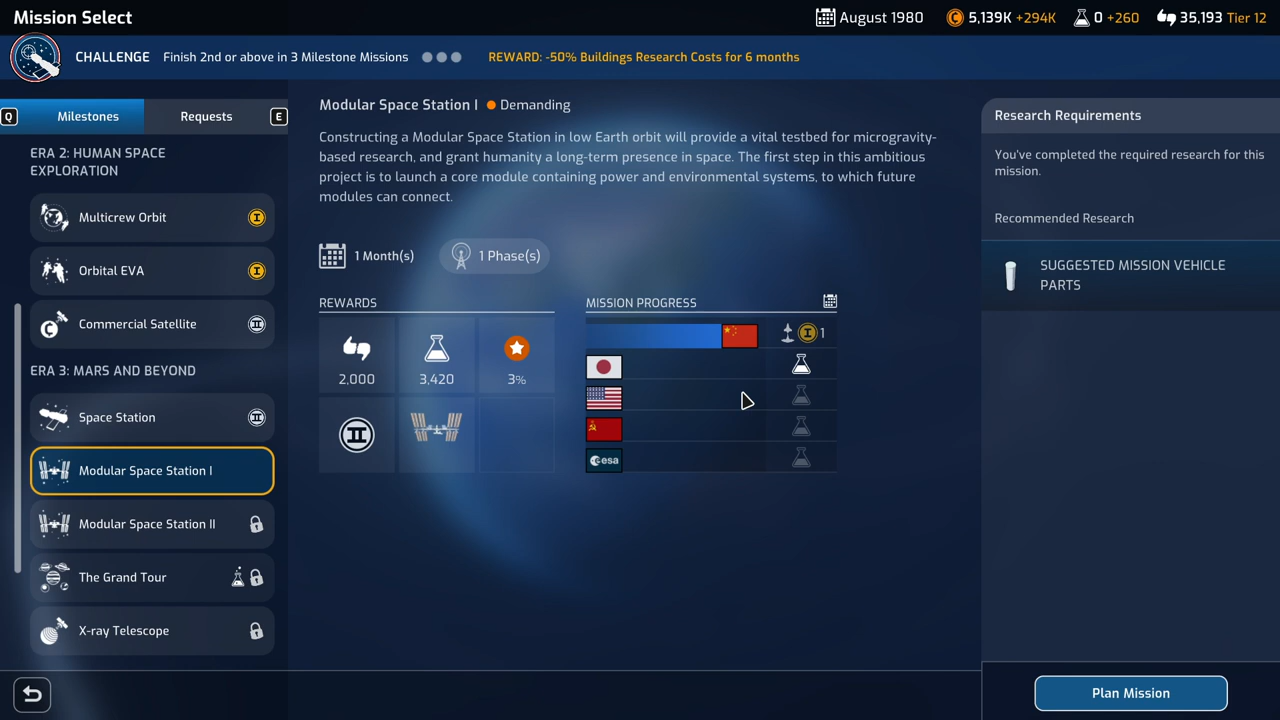 Mission Select
August 1980
5,139K +294K
0 +260
35,193 Tier 12
CHALLENGE Finish 2nd or above in 3 Milestone Missions
REWARD: -50% Buildings Research Costs for 6 months
Q Milestones Requests E
ERA 2: HUMAN SPACE
EXPLORATION
Multicrew Orbit I
Orbital EVA I
Commercial Satellite II
ERA 3: MARS AND BEYOND
Space Station II
Modular Space Station I
Modular Space Station II
The Grand Tour
X-ray Telescope
Modular Space Station I Demanding
Constructing a Modular Space Station in low Earth orbit will provide a vital testbed for microgravity-
based research, and grant humanity a long-term presence in space. The first step in this ambitious
project is to launch a core module containing power and environmental systems, to which future
modules can connect.
1 Month(s) 1 Phase(s)
REWARDS
2,000 3,420 3%
II
MISSION PROGRESS
I 1
esa
Research Requirements
You've completed the required research for this
mission.
Recommended Research
SUGGESTED MISSION VEHICLE
PARTS
Plan Mission